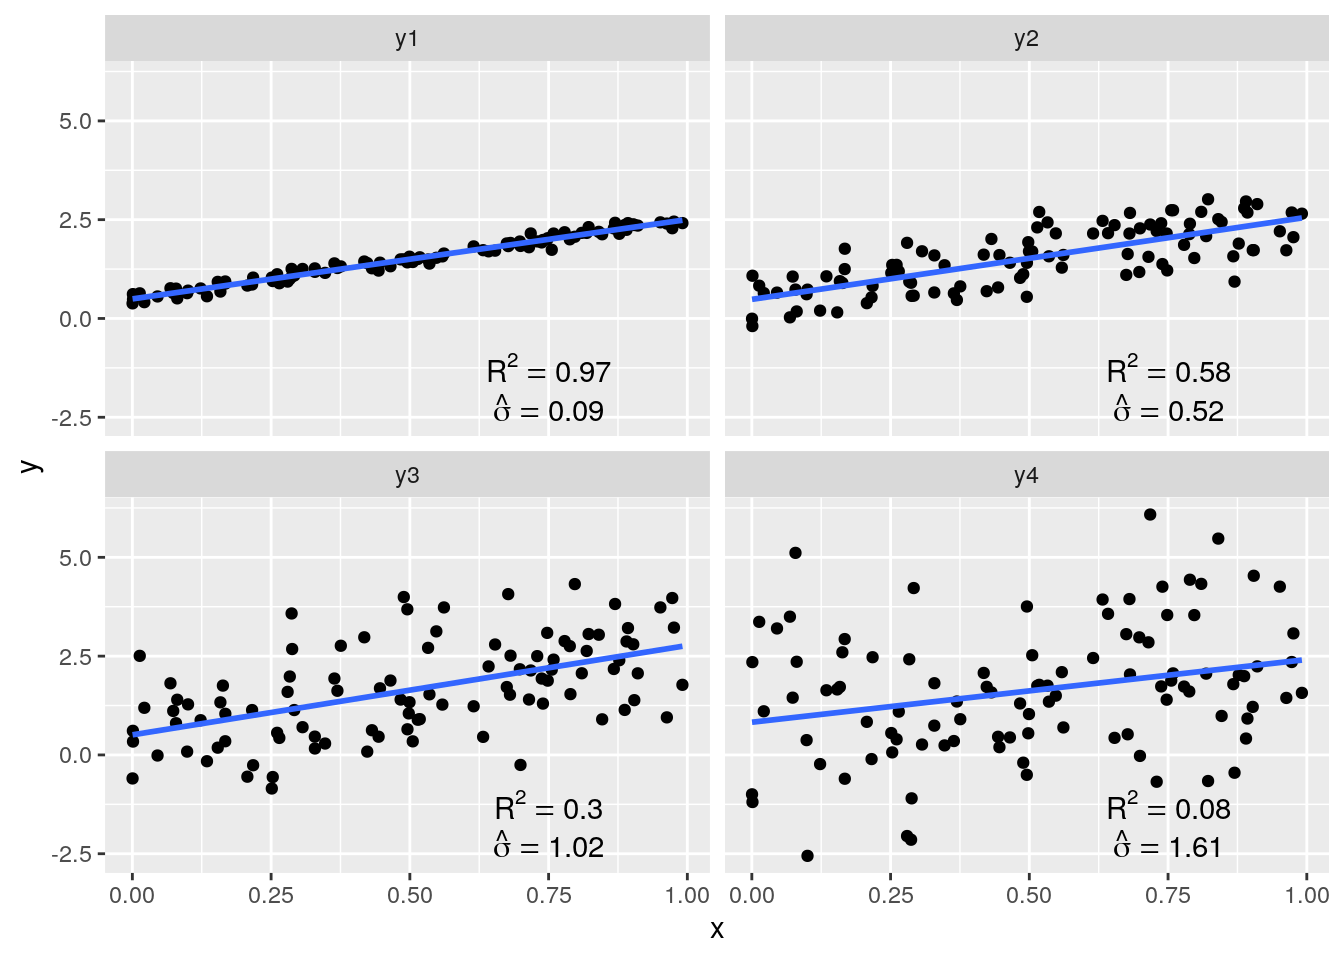 y1
y2
5.0
2.5
0.0
-2.5
R² = 0.97
σ̂ = 0.09
R² = 0.58
σ̂ = 0.52
y
y3
y4
5.0
2.5
0.0
-2.5
R² = 0.3
σ̂ = 1.02
R² = 0.08
σ̂ = 1.61
0.00 0.25 0.50 0.75 1.00
0.00 0.25 0.50 0.75 1.00
x